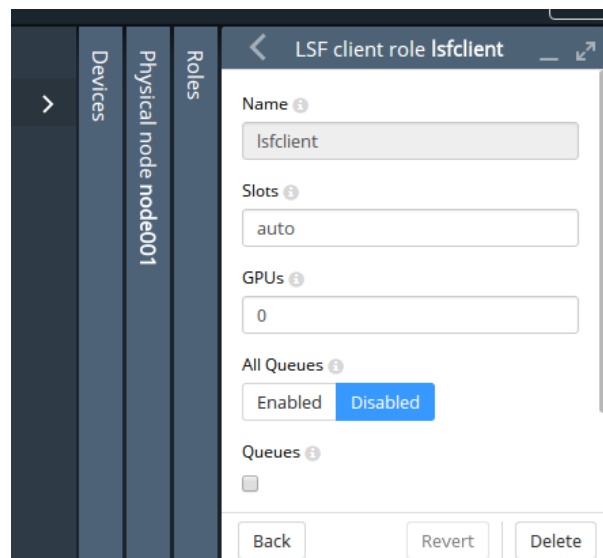 Devices
Physical node node001
Roles
LSF client role lsfclient
Name
lsfclient
Slots
auto
GPUs
0
All Queues
Enabled Disabled
Queues
Back Revert Delete